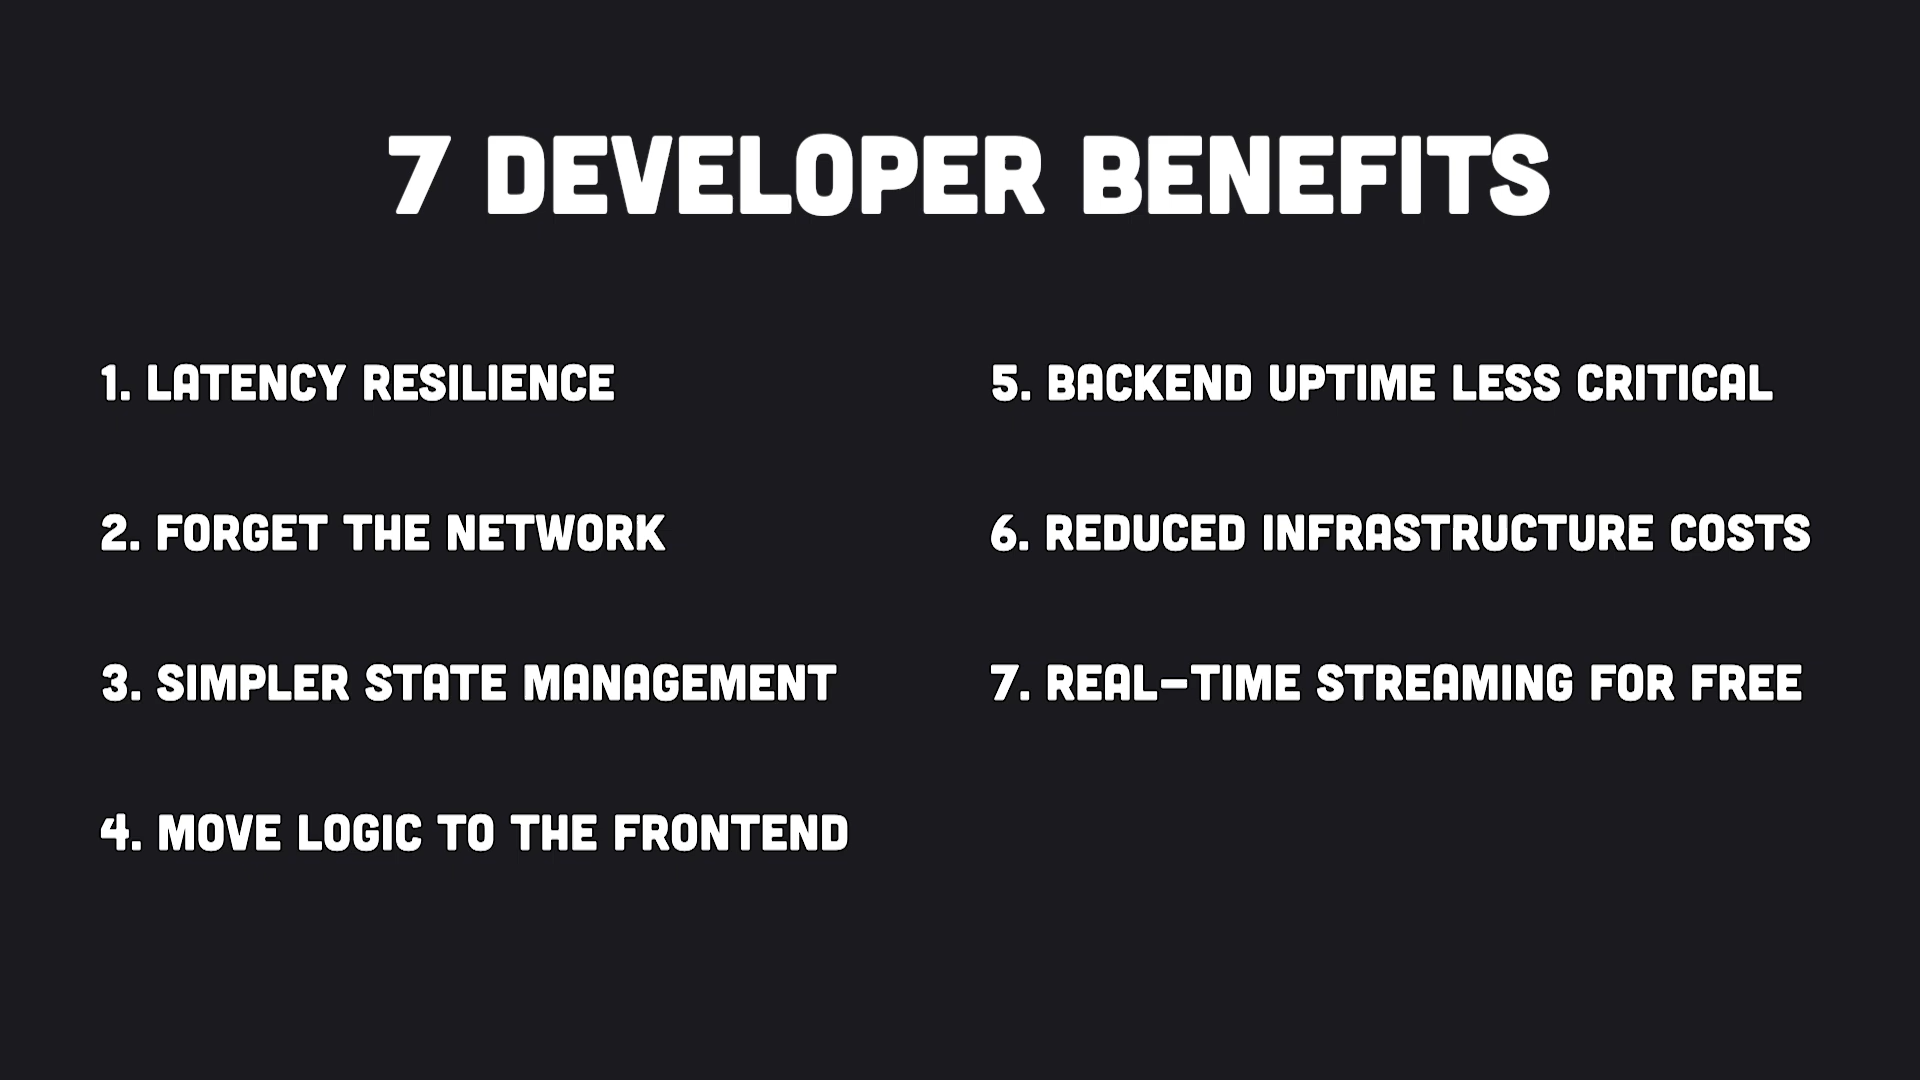 7 DEVELOPER BENEFITS
1. LATENCY RESILIENCE
2. FORGET THE NETWORK
3. SIMPLER STATE MANAGEMENT
4. MOVE LOGIC TO THE FRONTEND
5. BACKEND UPTIME LESS CRITICAL
6. REDUCED INFRASTRUCTURE COSTS
7. REAL-TIME STREAMING FOR FREE